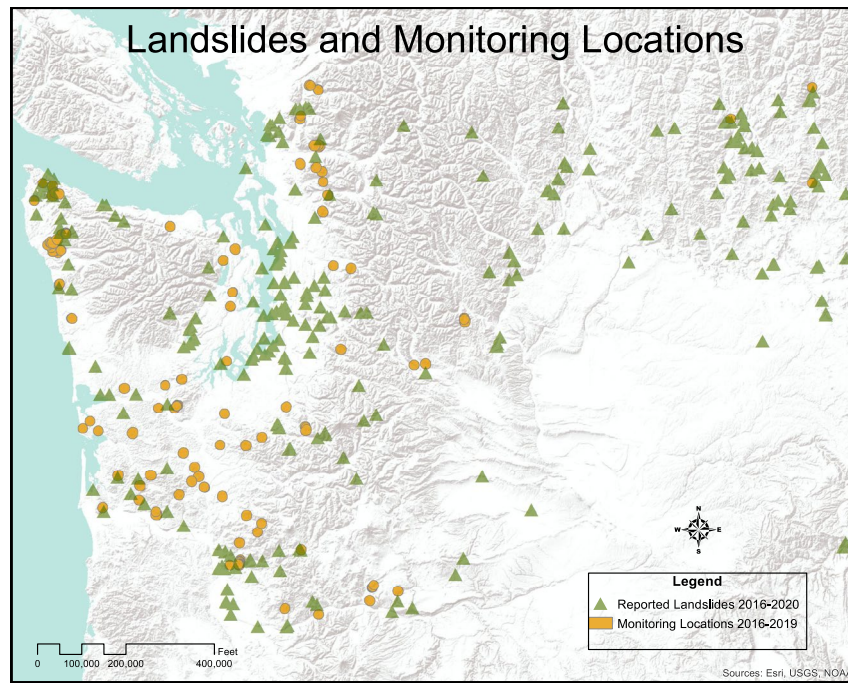 Landslides and Monitoring Locations
N
W E
S
Legend
Reported Landslides 2016-2020
Monitoring Locations 2016-2019
Feet
0 100,000 200,000 400,000
Sources: Esri, USGS, NOAA